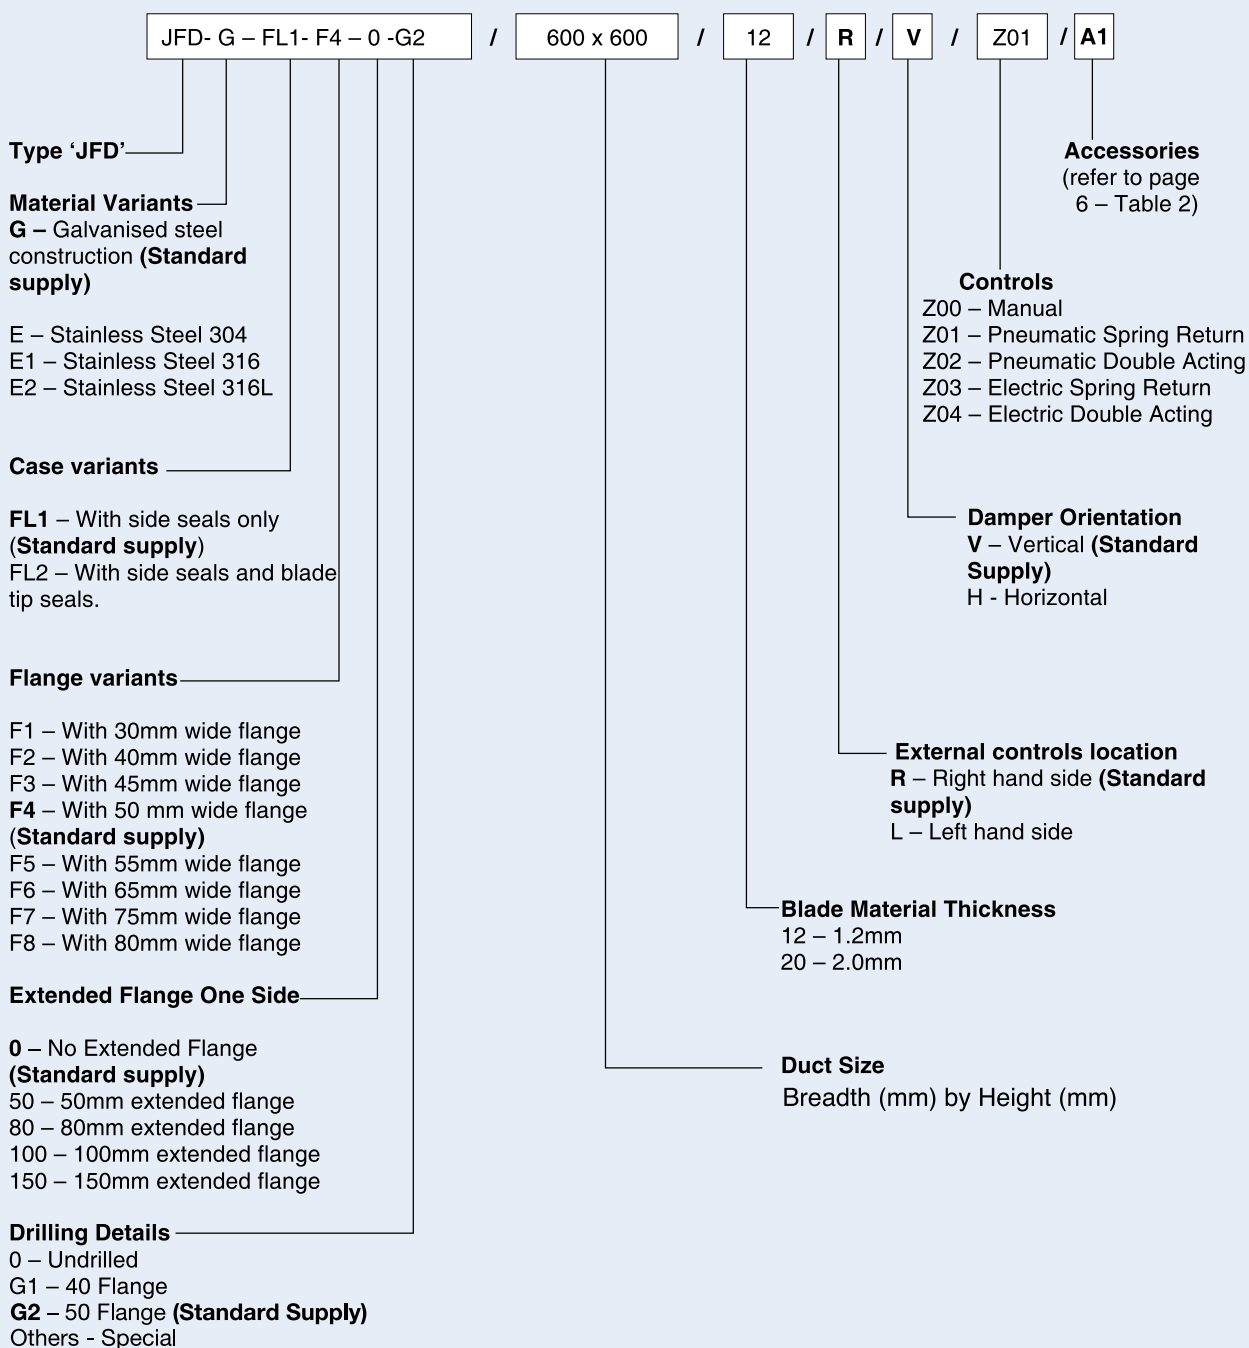 JFD- G – FL1- F4 – 0 -G2 / 600 x 600 / 12 / R / V / Z01 / A1
Type ‘JFD’
Material Variants
G – Galvanised steel
construction (Standard
supply)
E – Stainless Steel 304
E1 – Stainless Steel 316
E2 – Stainless Steel 316L
Case variants
FL1 – With side seals only
(Standard supply)
FL2 – With side seals and blade
tip seals.
Flange variants
F1 – With 30mm wide flange
F2 – With 40mm wide flange
F3 – With 45mm wide flange
F4 – With 50 mm wide flange
(Standard supply)
F5 – With 55mm wide flange
F6 – With 65mm wide flange
F7 – With 75mm wide flange
F8 – With 80mm wide flange
Extended Flange One Side
0 – No Extended Flange
(Standard supply)
50 – 50mm extended flange
80 – 80mm extended flange
100 – 100mm extended flange
150 – 150mm extended flange
Drilling Details
0 – Undrilled
G1 – 40 Flange
G2 – 50 Flange (Standard Supply)
Others - Special
Accessories
(refer to page
6 – Table 2)
Controls
Z00 – Manual
Z01 – Pneumatic Spring Return
Z02 – Pneumatic Double Acting
Z03 – Electric Spring Return
Z04 – Electric Double Acting
Damper Orientation
V – Vertical (Standard
Supply)
H - Horizontal
External controls location
R – Right hand side (Standard
supply)
L – Left hand side
Blade Material Thickness
12 – 1.2mm
20 – 2.0mm
Duct Size
Breadth (mm) by Height (mm)